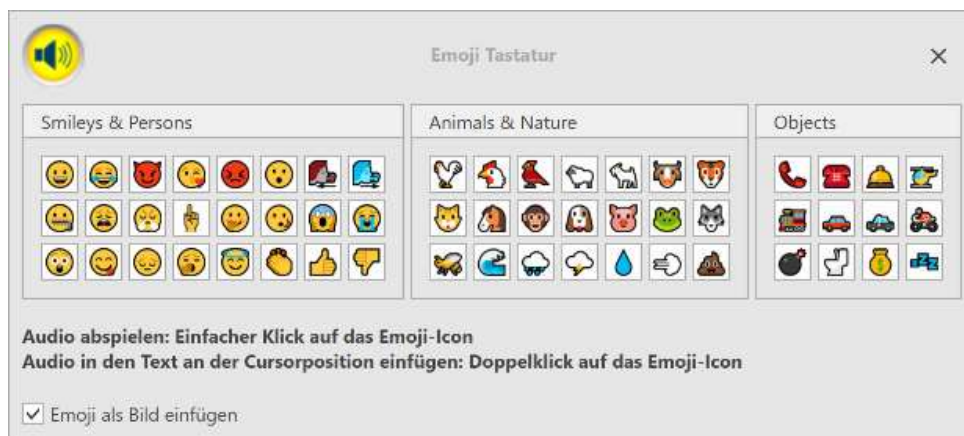 Emoji Tastatur
Smileys & Persons
Animals & Nature
Objects
Audio abspielen: Einfacher Klick auf das Emoji-Icon
Audio in den Text an der Cursorposition einfügen: Doppelklick auf das Emoji-Icon
Emoji als Bild einfügen